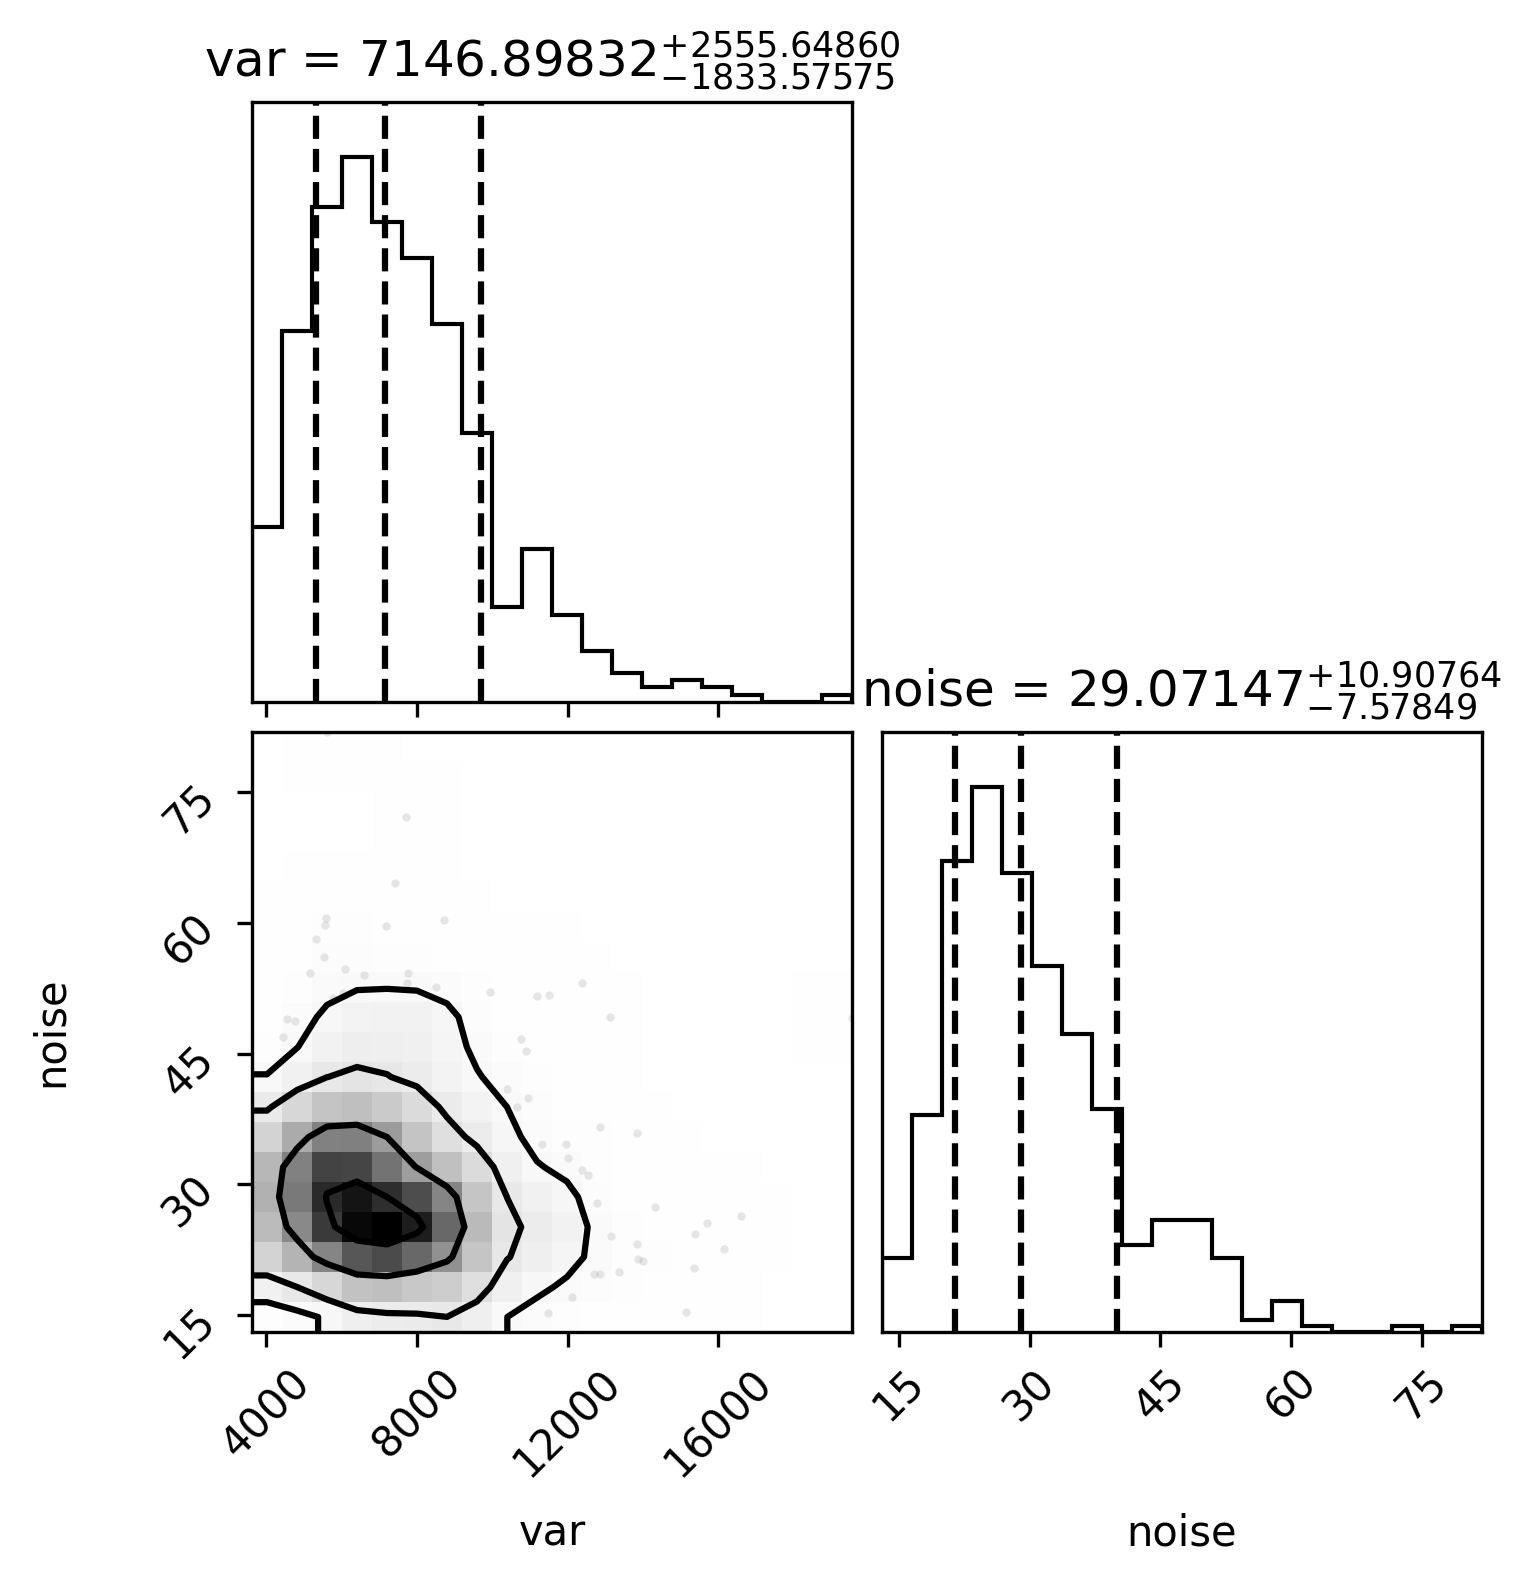 var = 7146.89832+2555.64860−1833.57575
noise = 29.07147+10.90764−7.57849
75
60
45
30
15
noise
4000 8000 12000 16000
var
15 30 45 60 75
noise